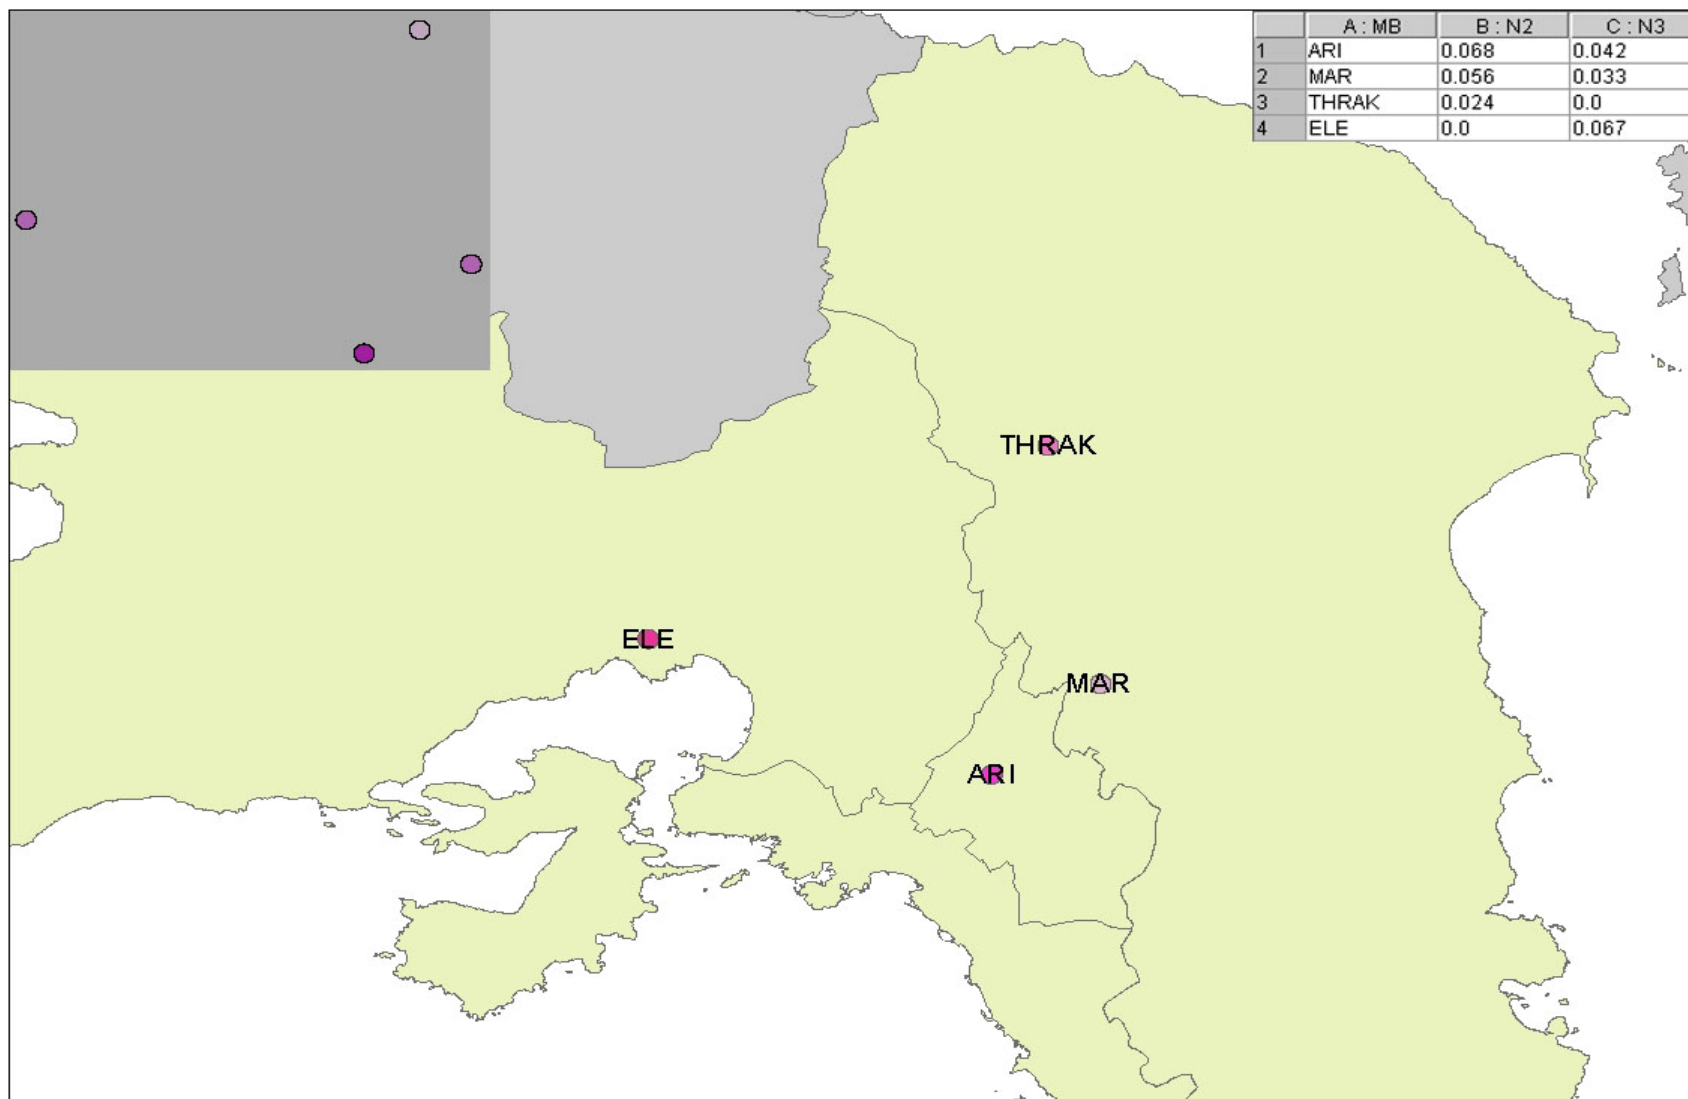 A : MB B : N2 C : N3
1 ARI 0.068 0.042
2 MAR 0.056 0.033
3 THRAK 0.024 0.0
4 ELE 0.0 0.067
THRAK
ELE
MAR
ARI